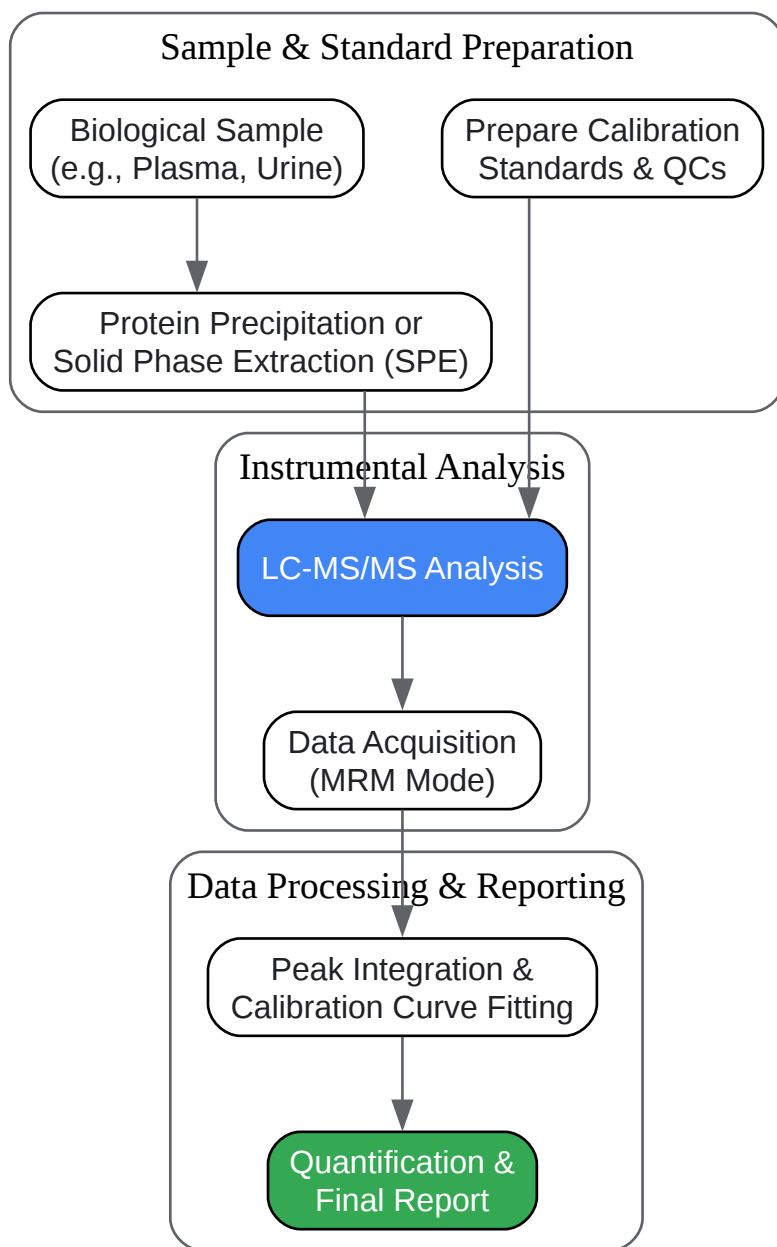 Sample & Standard Preparation
Biological Sample
(e.g., Plasma, Urine)
Prepare Calibration
Standards & QCs
Protein Precipitation or
Solid Phase Extraction (SPE)
Instrumental Analysis
LC-MS/MS Analysis
Data Acquisition
(MRM Mode)
Data Processing & Reporting
Peak Integration &
Calibration Curve Fitting
Quantification &
Final Report